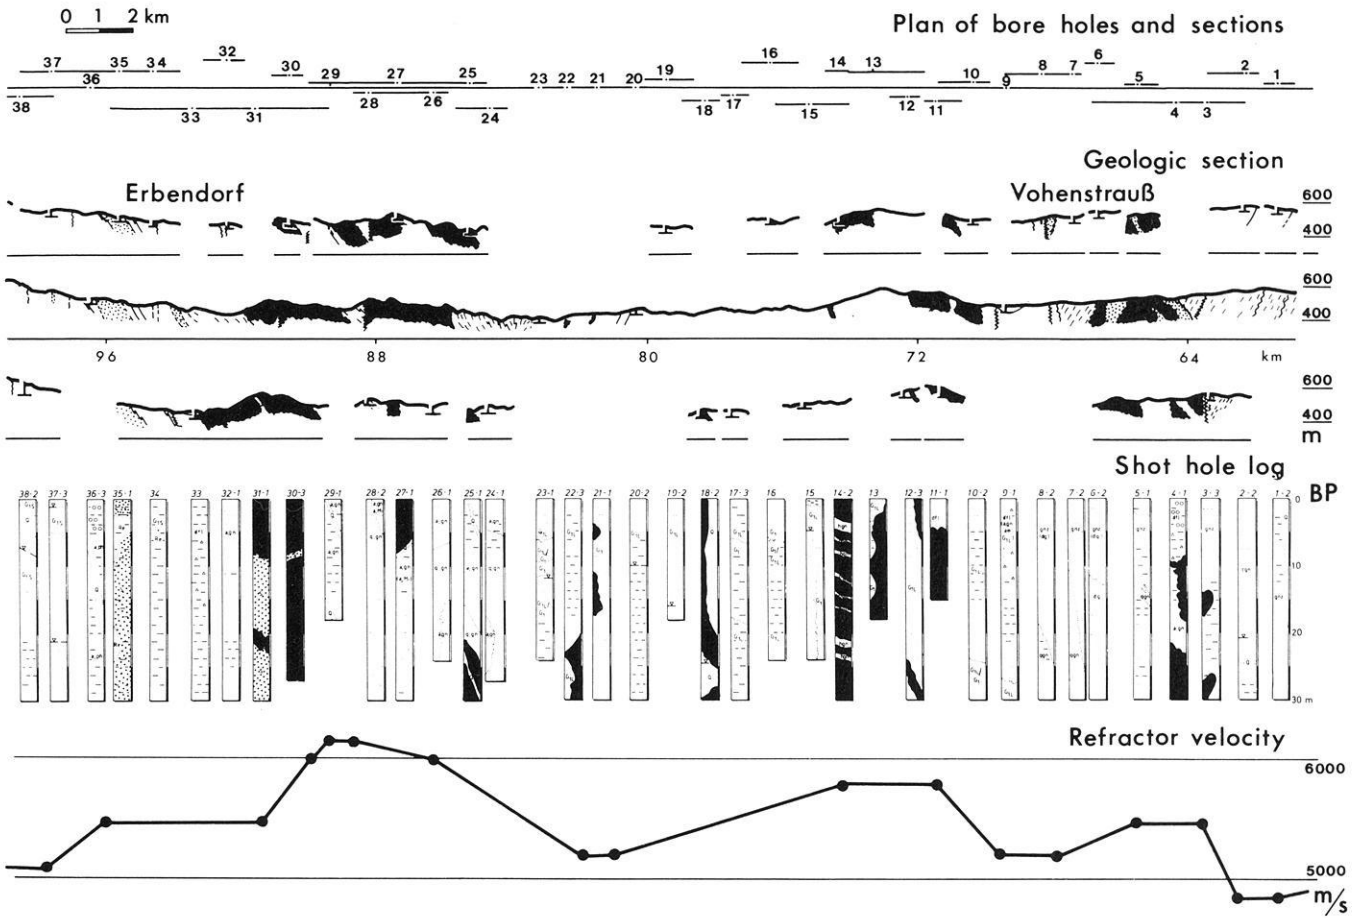 0 1 2 km
Plan of bore holes and sections
37 35 34 32 30 29 27 25 23 22 21 20 19 16 14 13 10 9 8 7 6 5 2 1
38 36 33 31 28 26 24 18 17 15 12 11 4 3
Geologic section
Erbendorf
Vohenstrauß
600
400
600
400
96 88 80 72 64 km
600
400
m
Shot hole log
38-2 37-3 36-3 35-1 34 33 32-1 31-1 30-3 29-1 28-2 27-1 26-1 25-1 24-1 23-1 22-3 21-1 20-2 19-2 18-2 17-3 16 15 14-2 13 12-3 11-1 10-2 9-1 8-2 7-2 6-2 5-1 4-1 3-3 2-2 1-2
BP
0
10
20
30 m
Refractor velocity
6000
5000
m/s